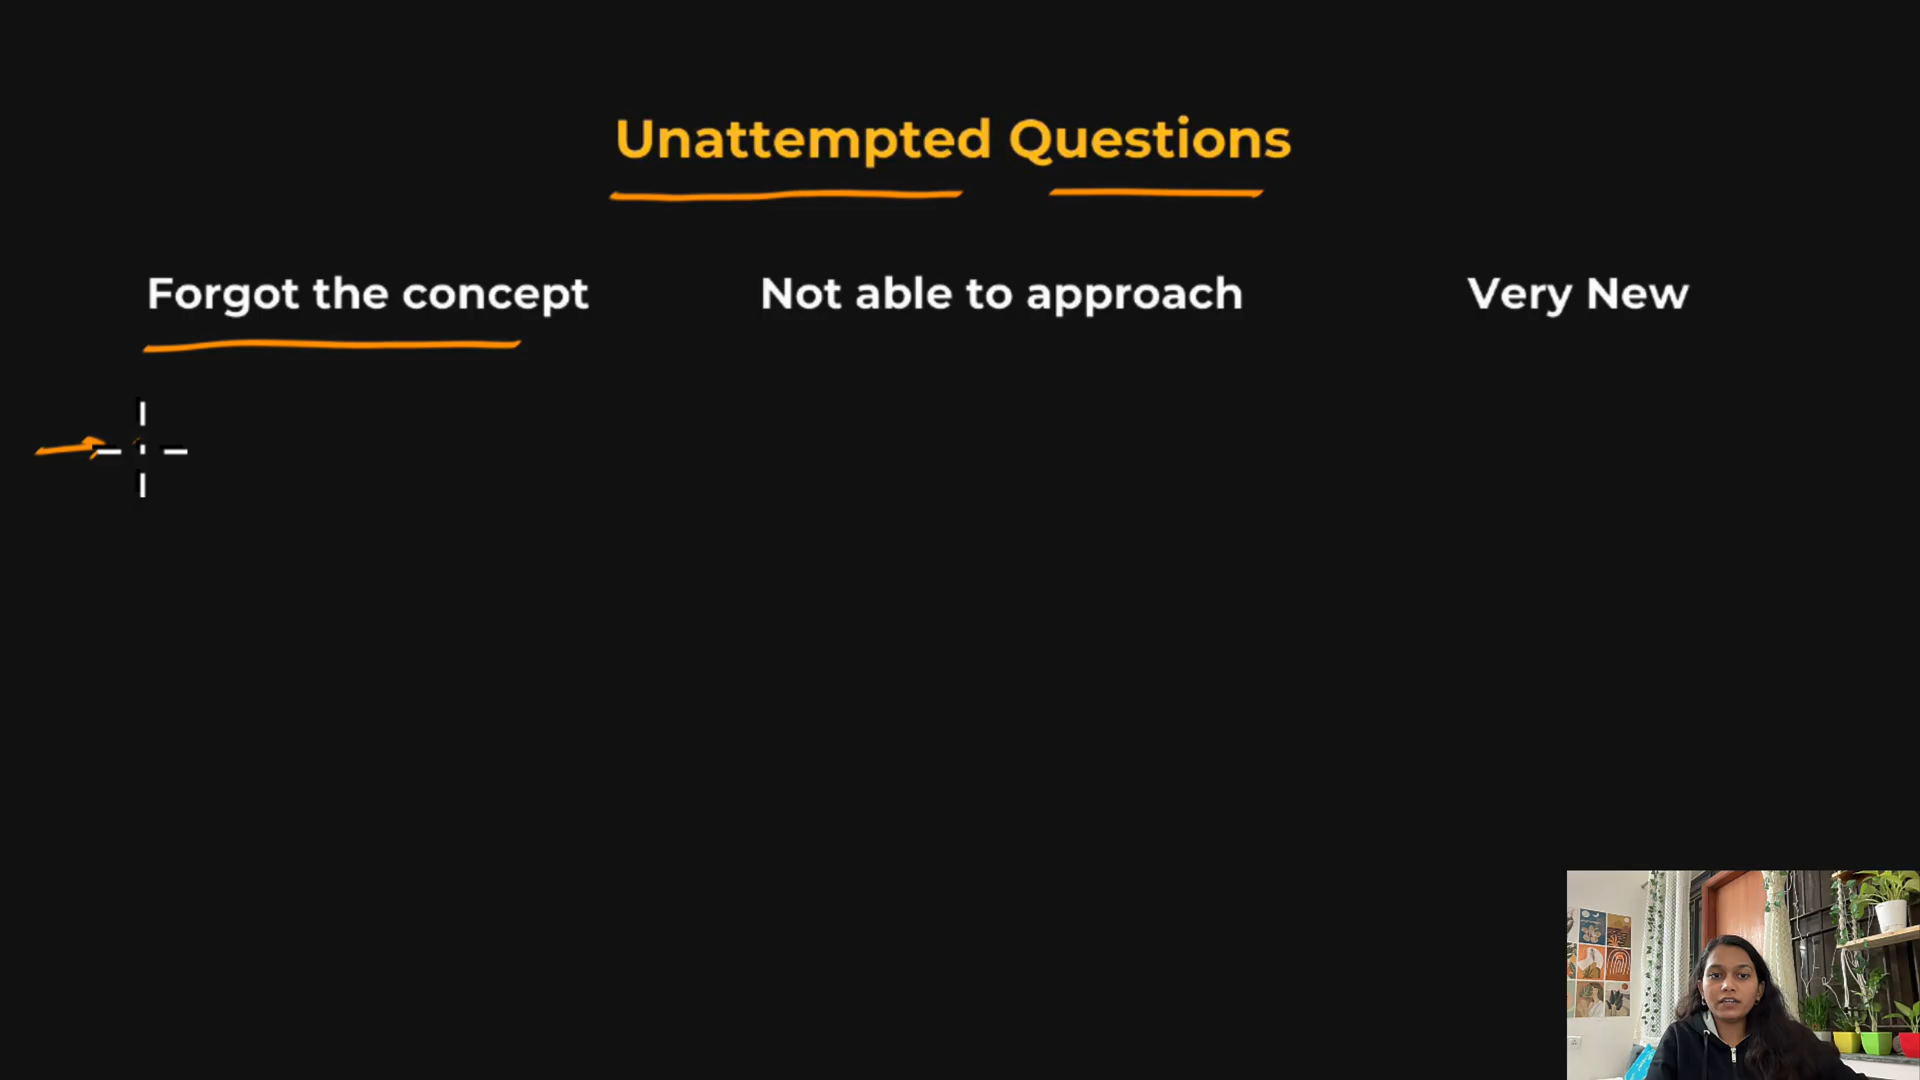 Unattempted Questions
Forgot the concept
Not able to approach
Very New